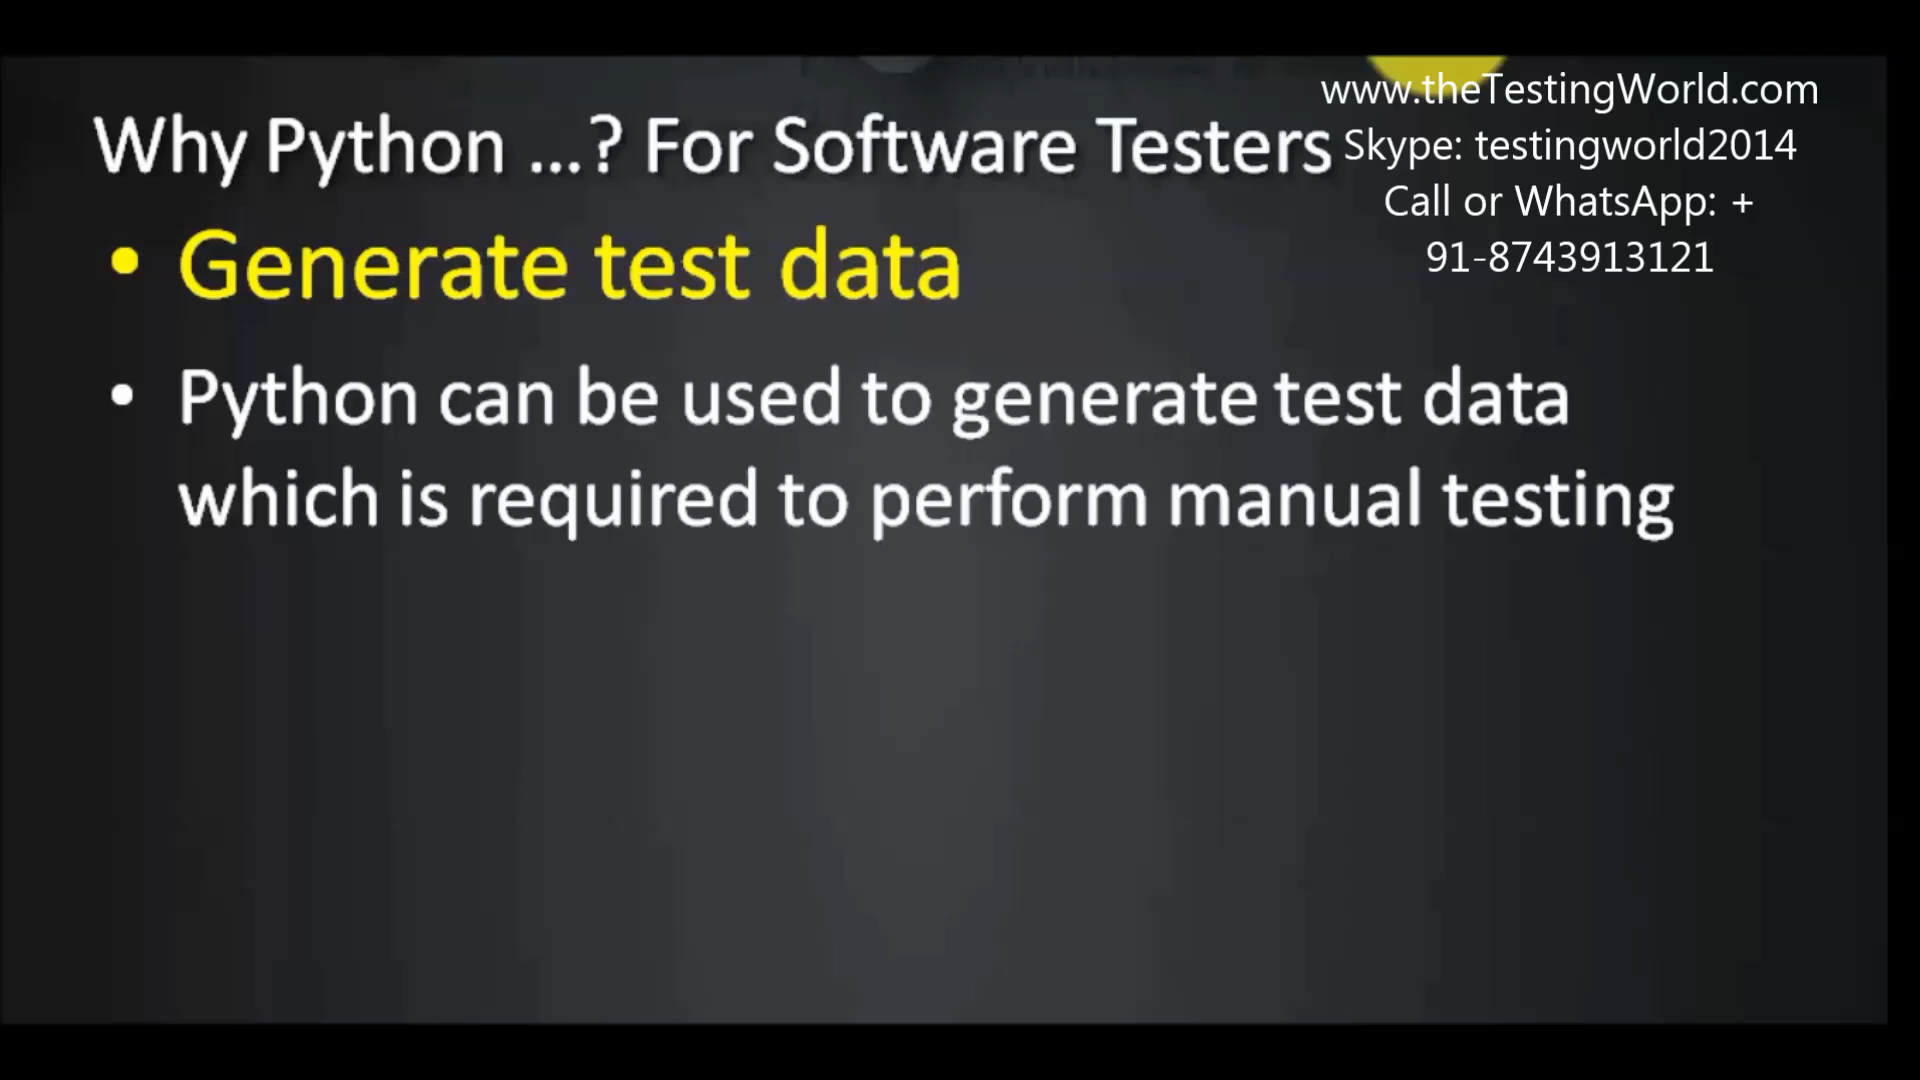 Why Python ...? For Software Testers
www.theTestingWorld.com
Skype: testingworld2014
Call or WhatsApp: +
91-8743913121
• Generate test data
• Python can be used to generate test data
which is required to perform manual testing